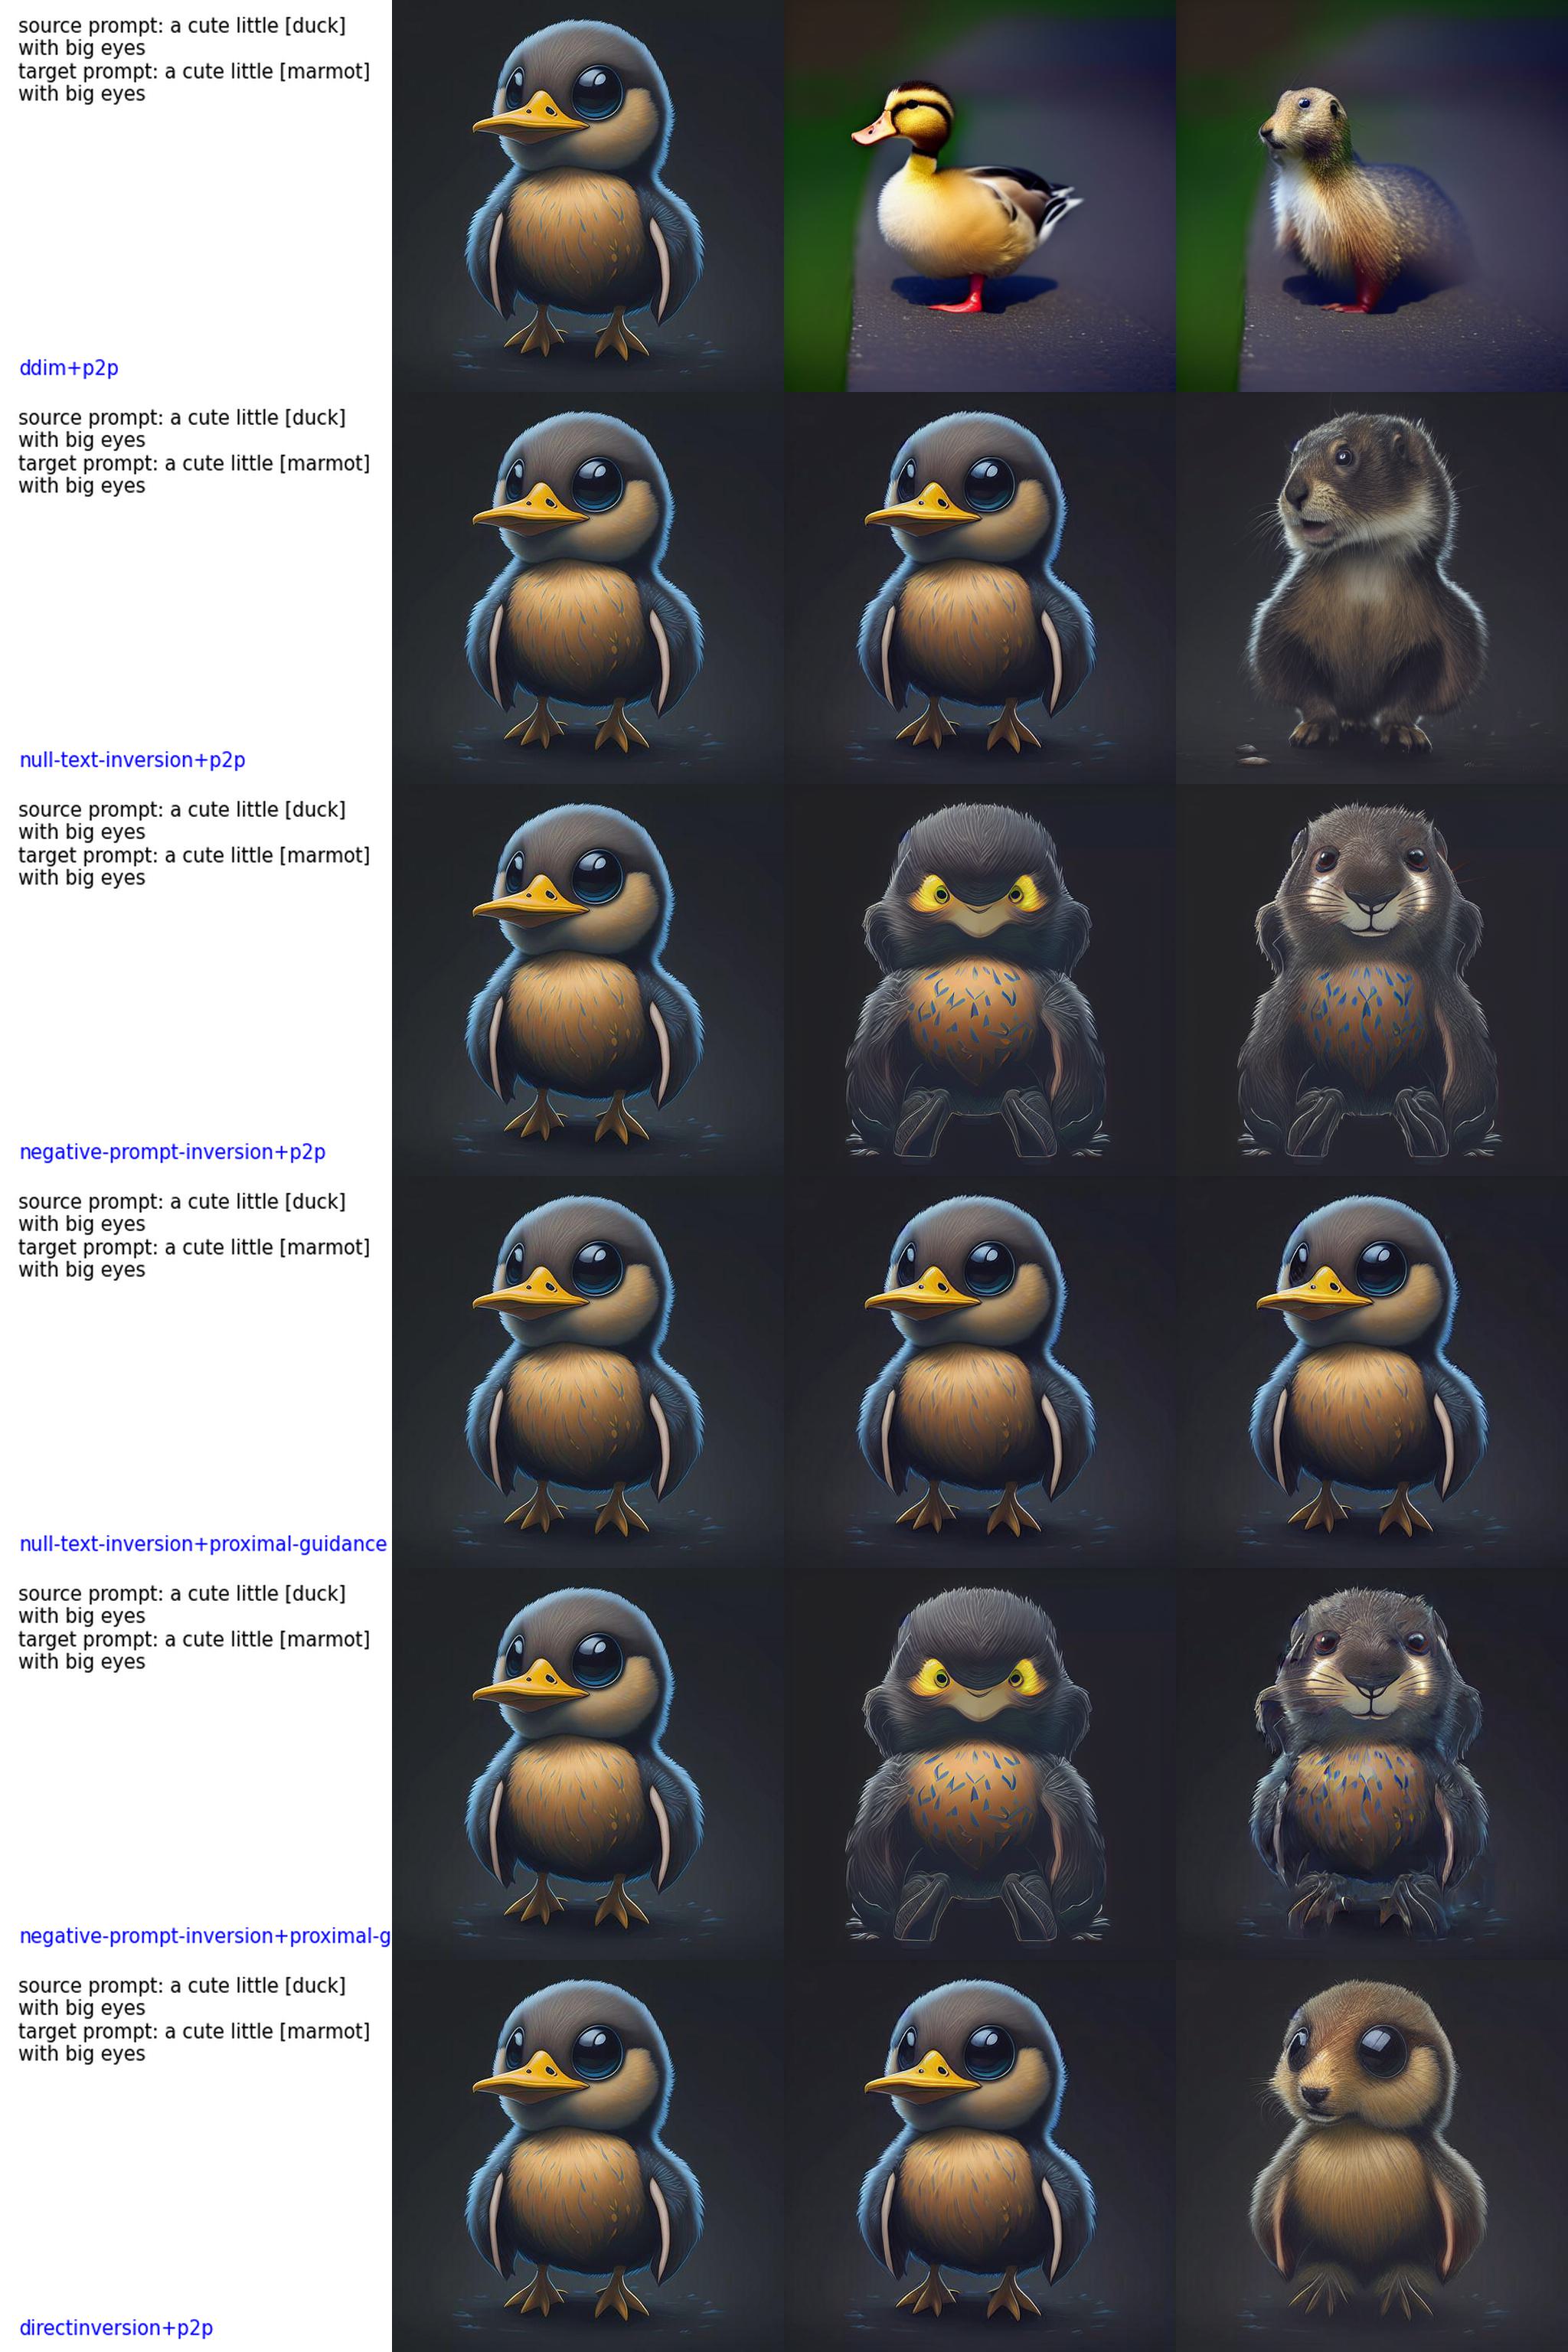 source prompt: a cute little [duck]
with big eyes
target prompt: a cute little [marmot]
with big eyes
ddim+p2p
source prompt: a cute little [duck]
with big eyes
target prompt: a cute little [marmot]
with big eyes
null-text-inversion+p2p
source prompt: a cute little [duck]
with big eyes
target prompt: a cute little [marmot]
with big eyes
negative-prompt-inversion+p2p
source prompt: a cute little [duck]
with big eyes
target prompt: a cute little [marmot]
with big eyes
null-text-inversion+proximal-guidance
source prompt: a cute little [duck]
with big eyes
target prompt: a cute little [marmot]
with big eyes
negative-prompt-inversion+proximal-g
source prompt: a cute little [duck]
with big eyes
target prompt: a cute little [marmot]
with big eyes
directinversion+p2p